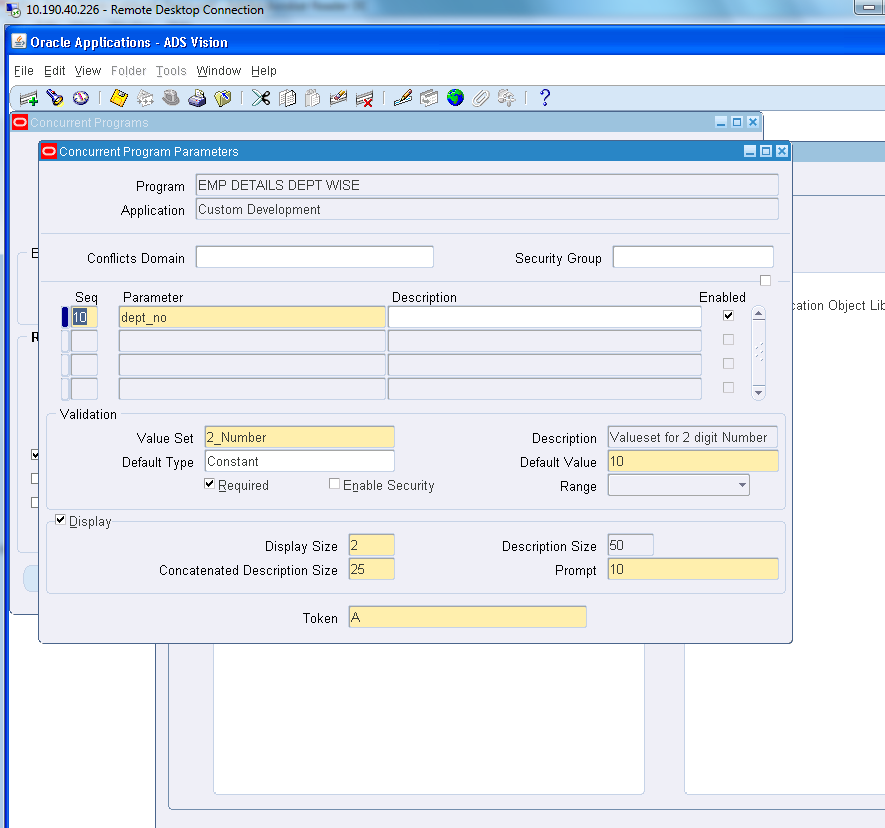 10.190.40.226 - Remote Desktop Connection
Oracle Applications - ADS Vision
File Edit View Folder Tools Window Help
Concurrent Programs
Concurrent Program Parameters
Program EMP DETAILS DEPT WISE
Application Custom Development
Conflicts Domain Security Group
Seq Parameter Description Enabled
10 dept_no
cation Object Lib
Validation
Value Set 2_Number Description Valueset for 2 digit Number
Default Type Constant Default Value 10
Required Enable Security Range
Display
Display Size 2 Description Size 50
Concatenated Description Size 25 Prompt 10
Token A